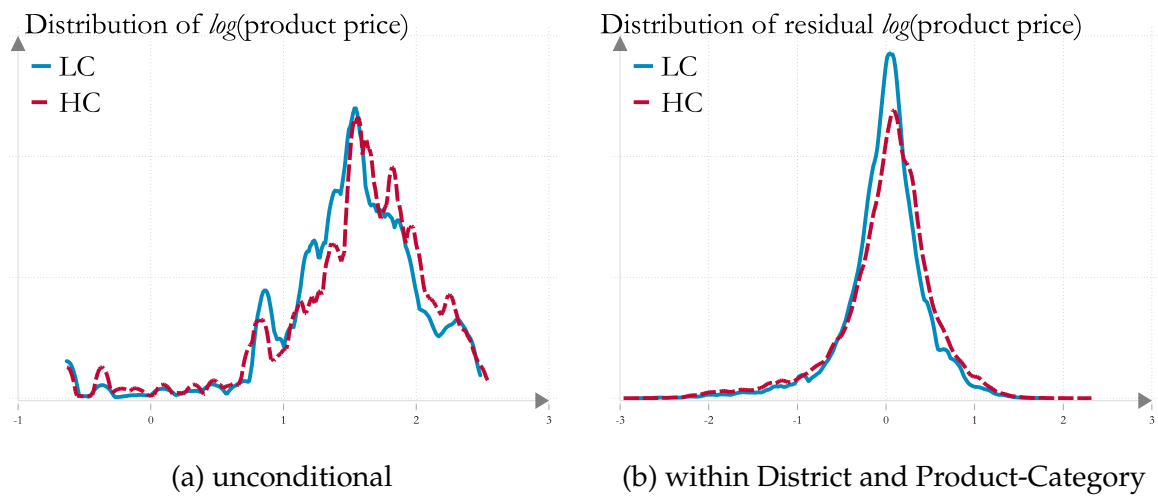 Distribution of log(product price)
LC
HC
-1 0 1 2 3
(a) unconditional
Distribution of residual log(product price)
LC
HC
-3 -2 -1 0 1 2 3
(b) within District and Product-Category